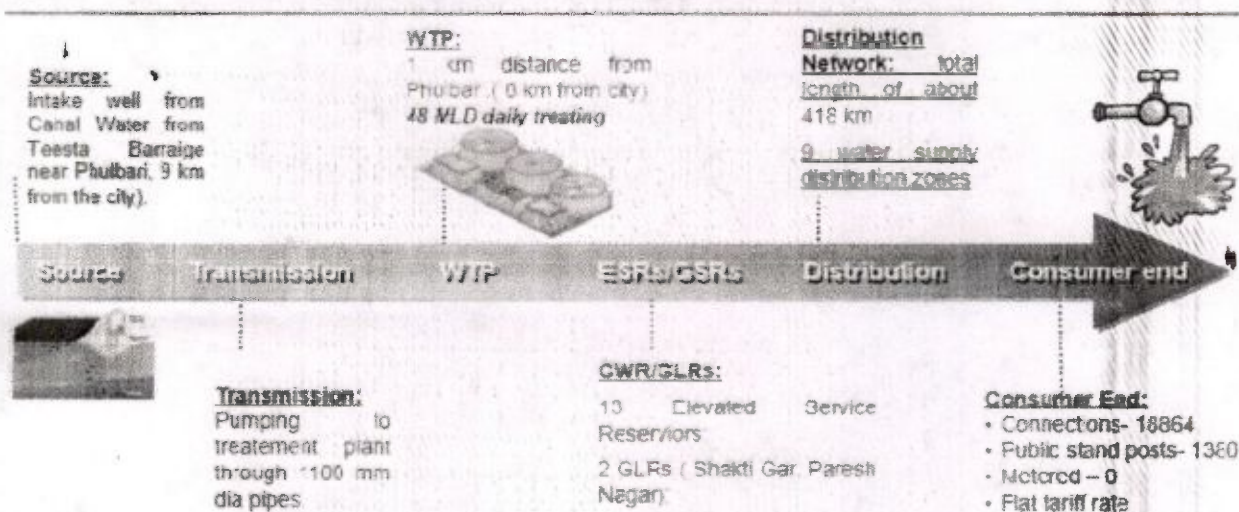 Source:
Intake well from
Canal Water from
Teesta Barraige
near Phulbari, 9 km
from the city).
WTP:
1 km distance from
Phulbari ( 0 km from city)
48 MLD daily treating
Distribution
Network: total
length of about
418 km
9 water supply
distribution zones
Source Transmission WTP ESRs/GSRs Distribution Consumer end
Transmission:
Pumping to
treatement plant
through 100 mm
dia pipes
CWR/GLRs:
Elevated Service
Reserviors
2 GLRs ( Shakti Gar, Paresh
Nagar)
Consumer End:
• Connections- 18864
• Public stand posts- 1380
• Metered – 0
• Flat tariff rate